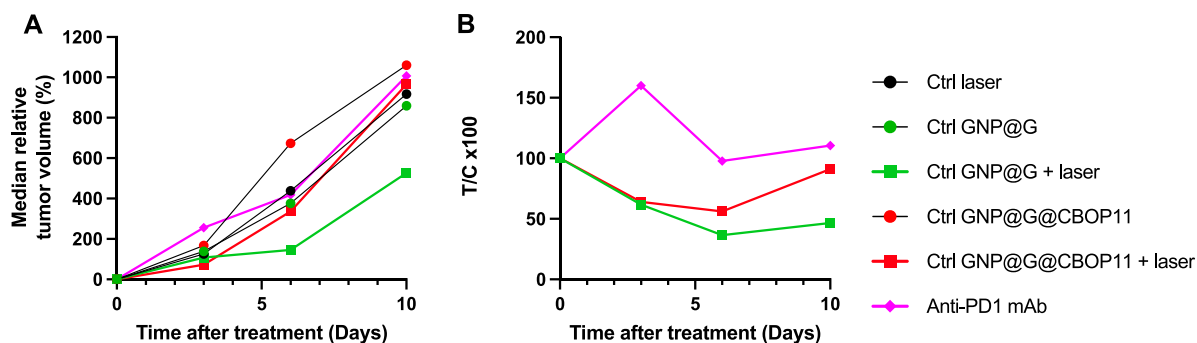 A
Median relative
tumor volume (%)
1200
1000
800
600
400
200
0
0
5
10
Time after treatment (Days)
B
T/C x100
200
150
100
50
0
0
5
10
Time after treatment (Days)
Ctrl laser
Ctrl GNP@G
Ctrl GNP@G + laser
Ctrl GNP@G@CBOP11
Ctrl GNP@G@CBOP11 + laser
Anti-PD1 mAb